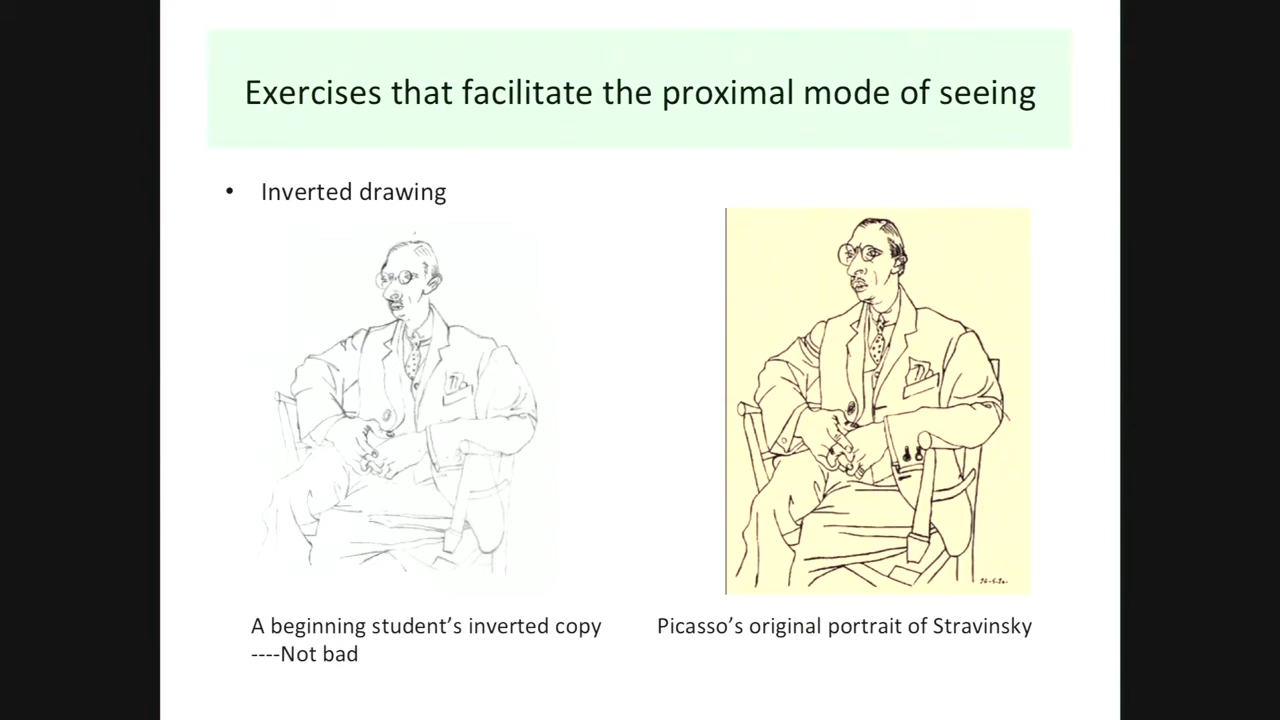 Exercises that facilitate the proximal mode of seeing
• Inverted drawing
A beginning student's inverted copy
----Not bad
Picasso's original portrait of Stravinsky